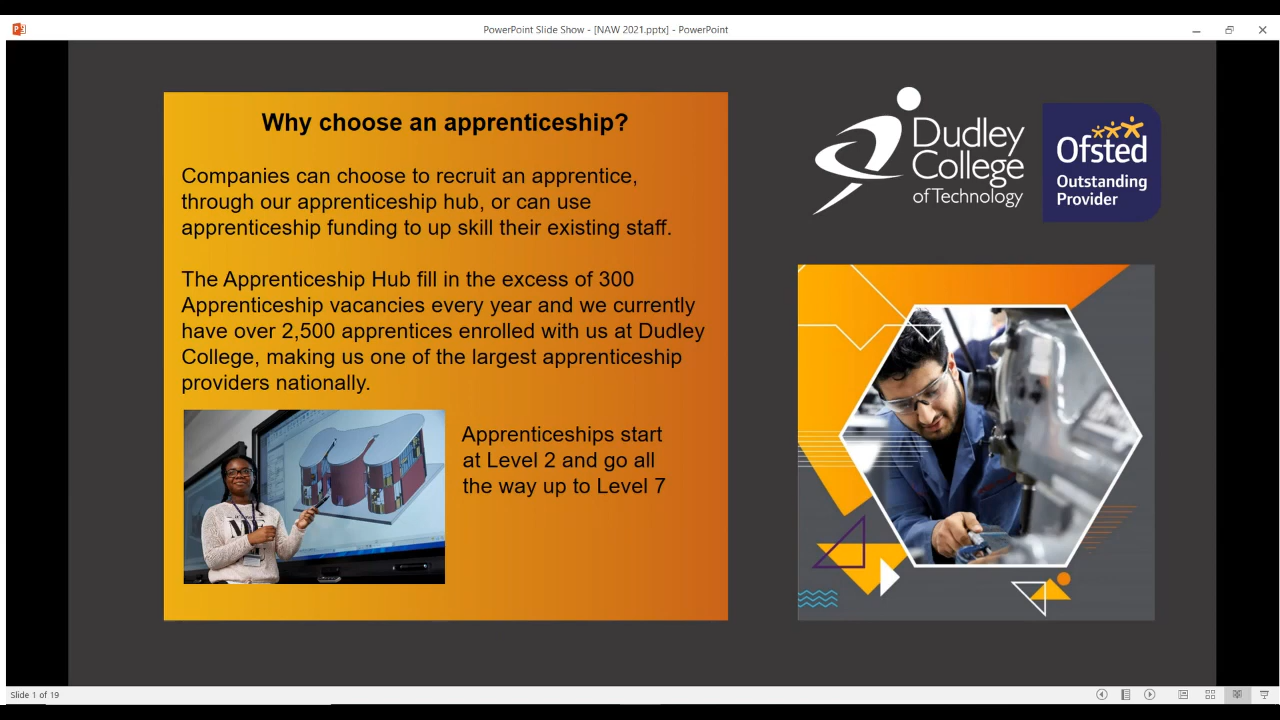 PowerPoint Slide Show - [NAW 2021.pptx] - PowerPoint
Why choose an apprenticeship?
Companies can choose to recruit an apprentice,
through our apprenticeship hub, or can use
apprenticeship funding to up skill their existing staff.
The Apprenticeship Hub fill in the excess of 300
Apprenticeship vacancies every year and we currently
have over 2,500 apprentices enrolled with us at Dudley
College, making us one of the largest apprenticeship
providers nationally.
Apprenticeships start
at Level 2 and go all
the way up to Level 7
Dudley
College
of Technology
Ofsted
Outstanding
Provider
Slide 1 of 19